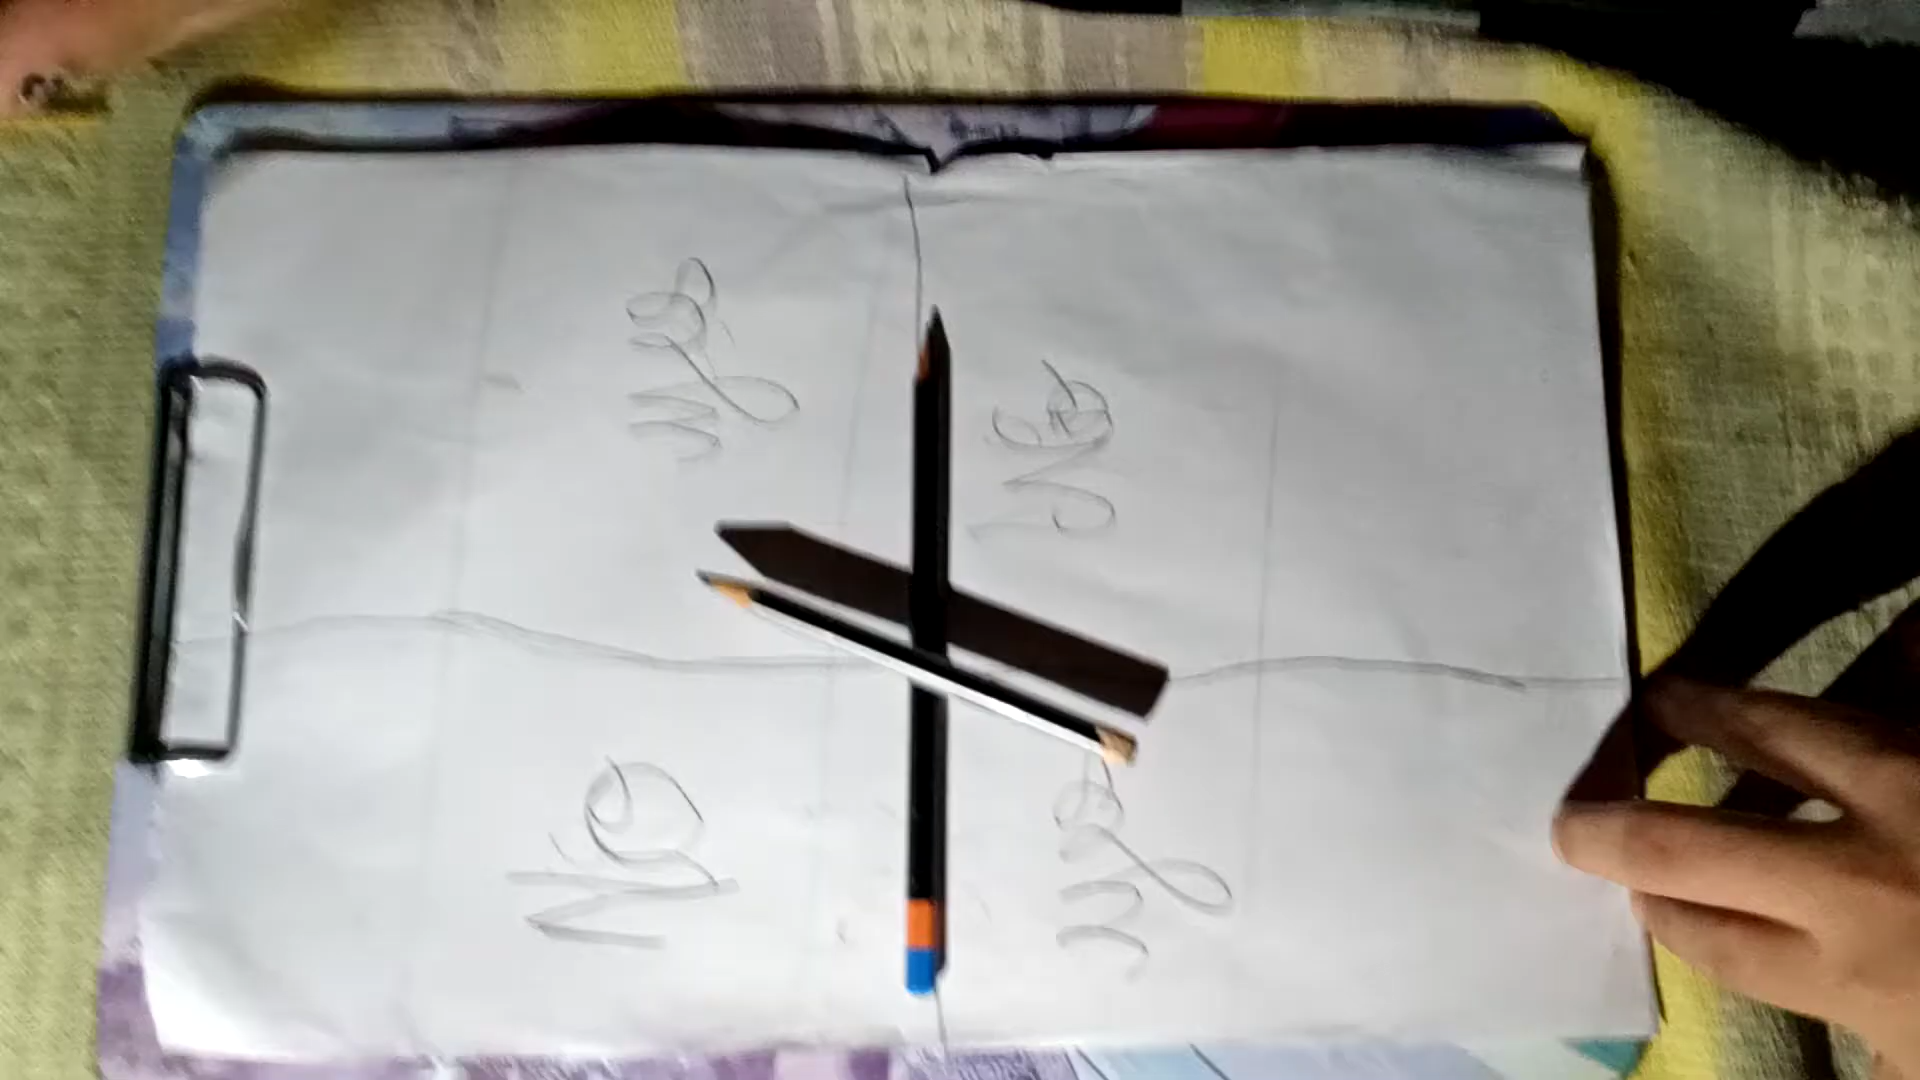 No yes
yes No